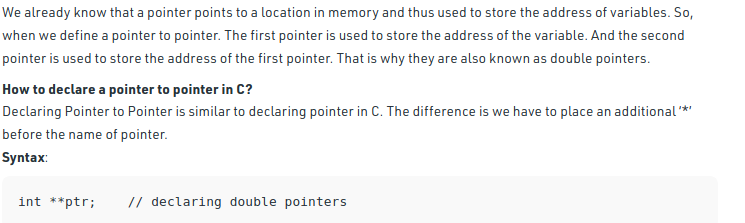 We already know that a pointer points to a location in memory and thus used to store the address of variables. So,
when we define a pointer to pointer. The first pointer is used to store the address of the variable. And the second
pointer is used to store the address of the first pointer. That is why they are also known as double pointers.
How to declare a pointer to pointer in C?
Declaring Pointer to Pointer is similar to declaring pointer in C. The difference is we have to place an additional ‘*’
before the name of pointer.
Syntax:
int **ptr;    // declaring double pointers